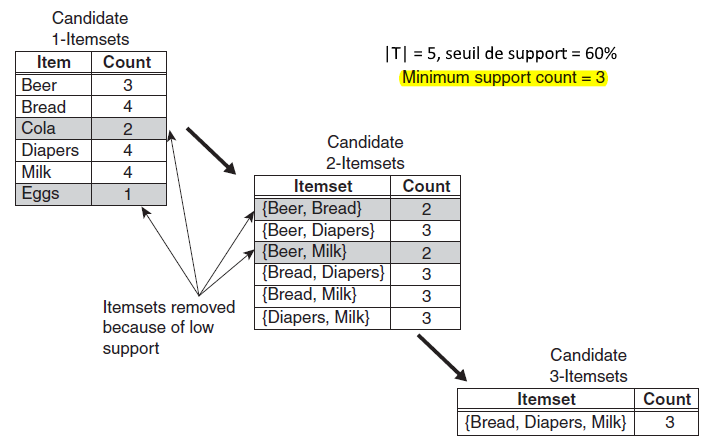 Candidate
1-Itemsets
Item Count
Beer 3
Bread 4
Cola 2
Diapers 4
Milk 4
Eggs 1
|T| = 5, seuil de support = 60%
Minimum support count = 3
Candidate
2-Itemsets
Itemset Count
{Beer, Bread} 2
{Beer, Diapers} 3
{Beer, Milk} 2
{Bread, Diapers} 3
{Bread, Milk} 3
{Diapers, Milk} 3
Itemsets removed
because of low
support
Candidate
3-Itemsets
Itemset Count
{Bread, Diapers, Milk} 3